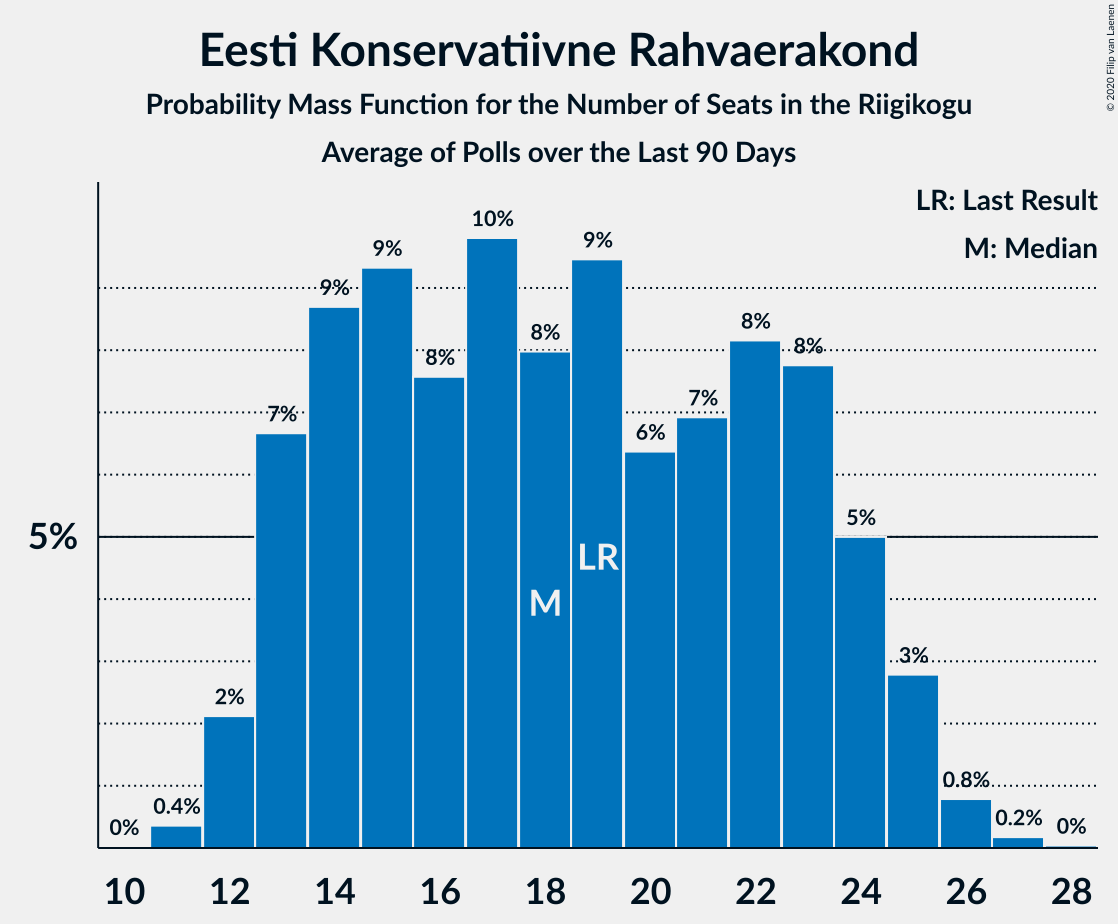 Eesti Konservatiivne Rahvaerakond
Probability Mass Function for the Number of Seats in the Riigikogu
Average of Polls over the Last 90 Days
© 2020 Filip van Laenen
LR: Last Result
M: Median
5%
0%
0.4%
2%
7%
9%
9%
8%
10%
8%
9%
6%
7%
8%
8%
5%
3%
0.8%
0.2%
0%
M
LR
10 12 14 16 18 20 22 24 26 28